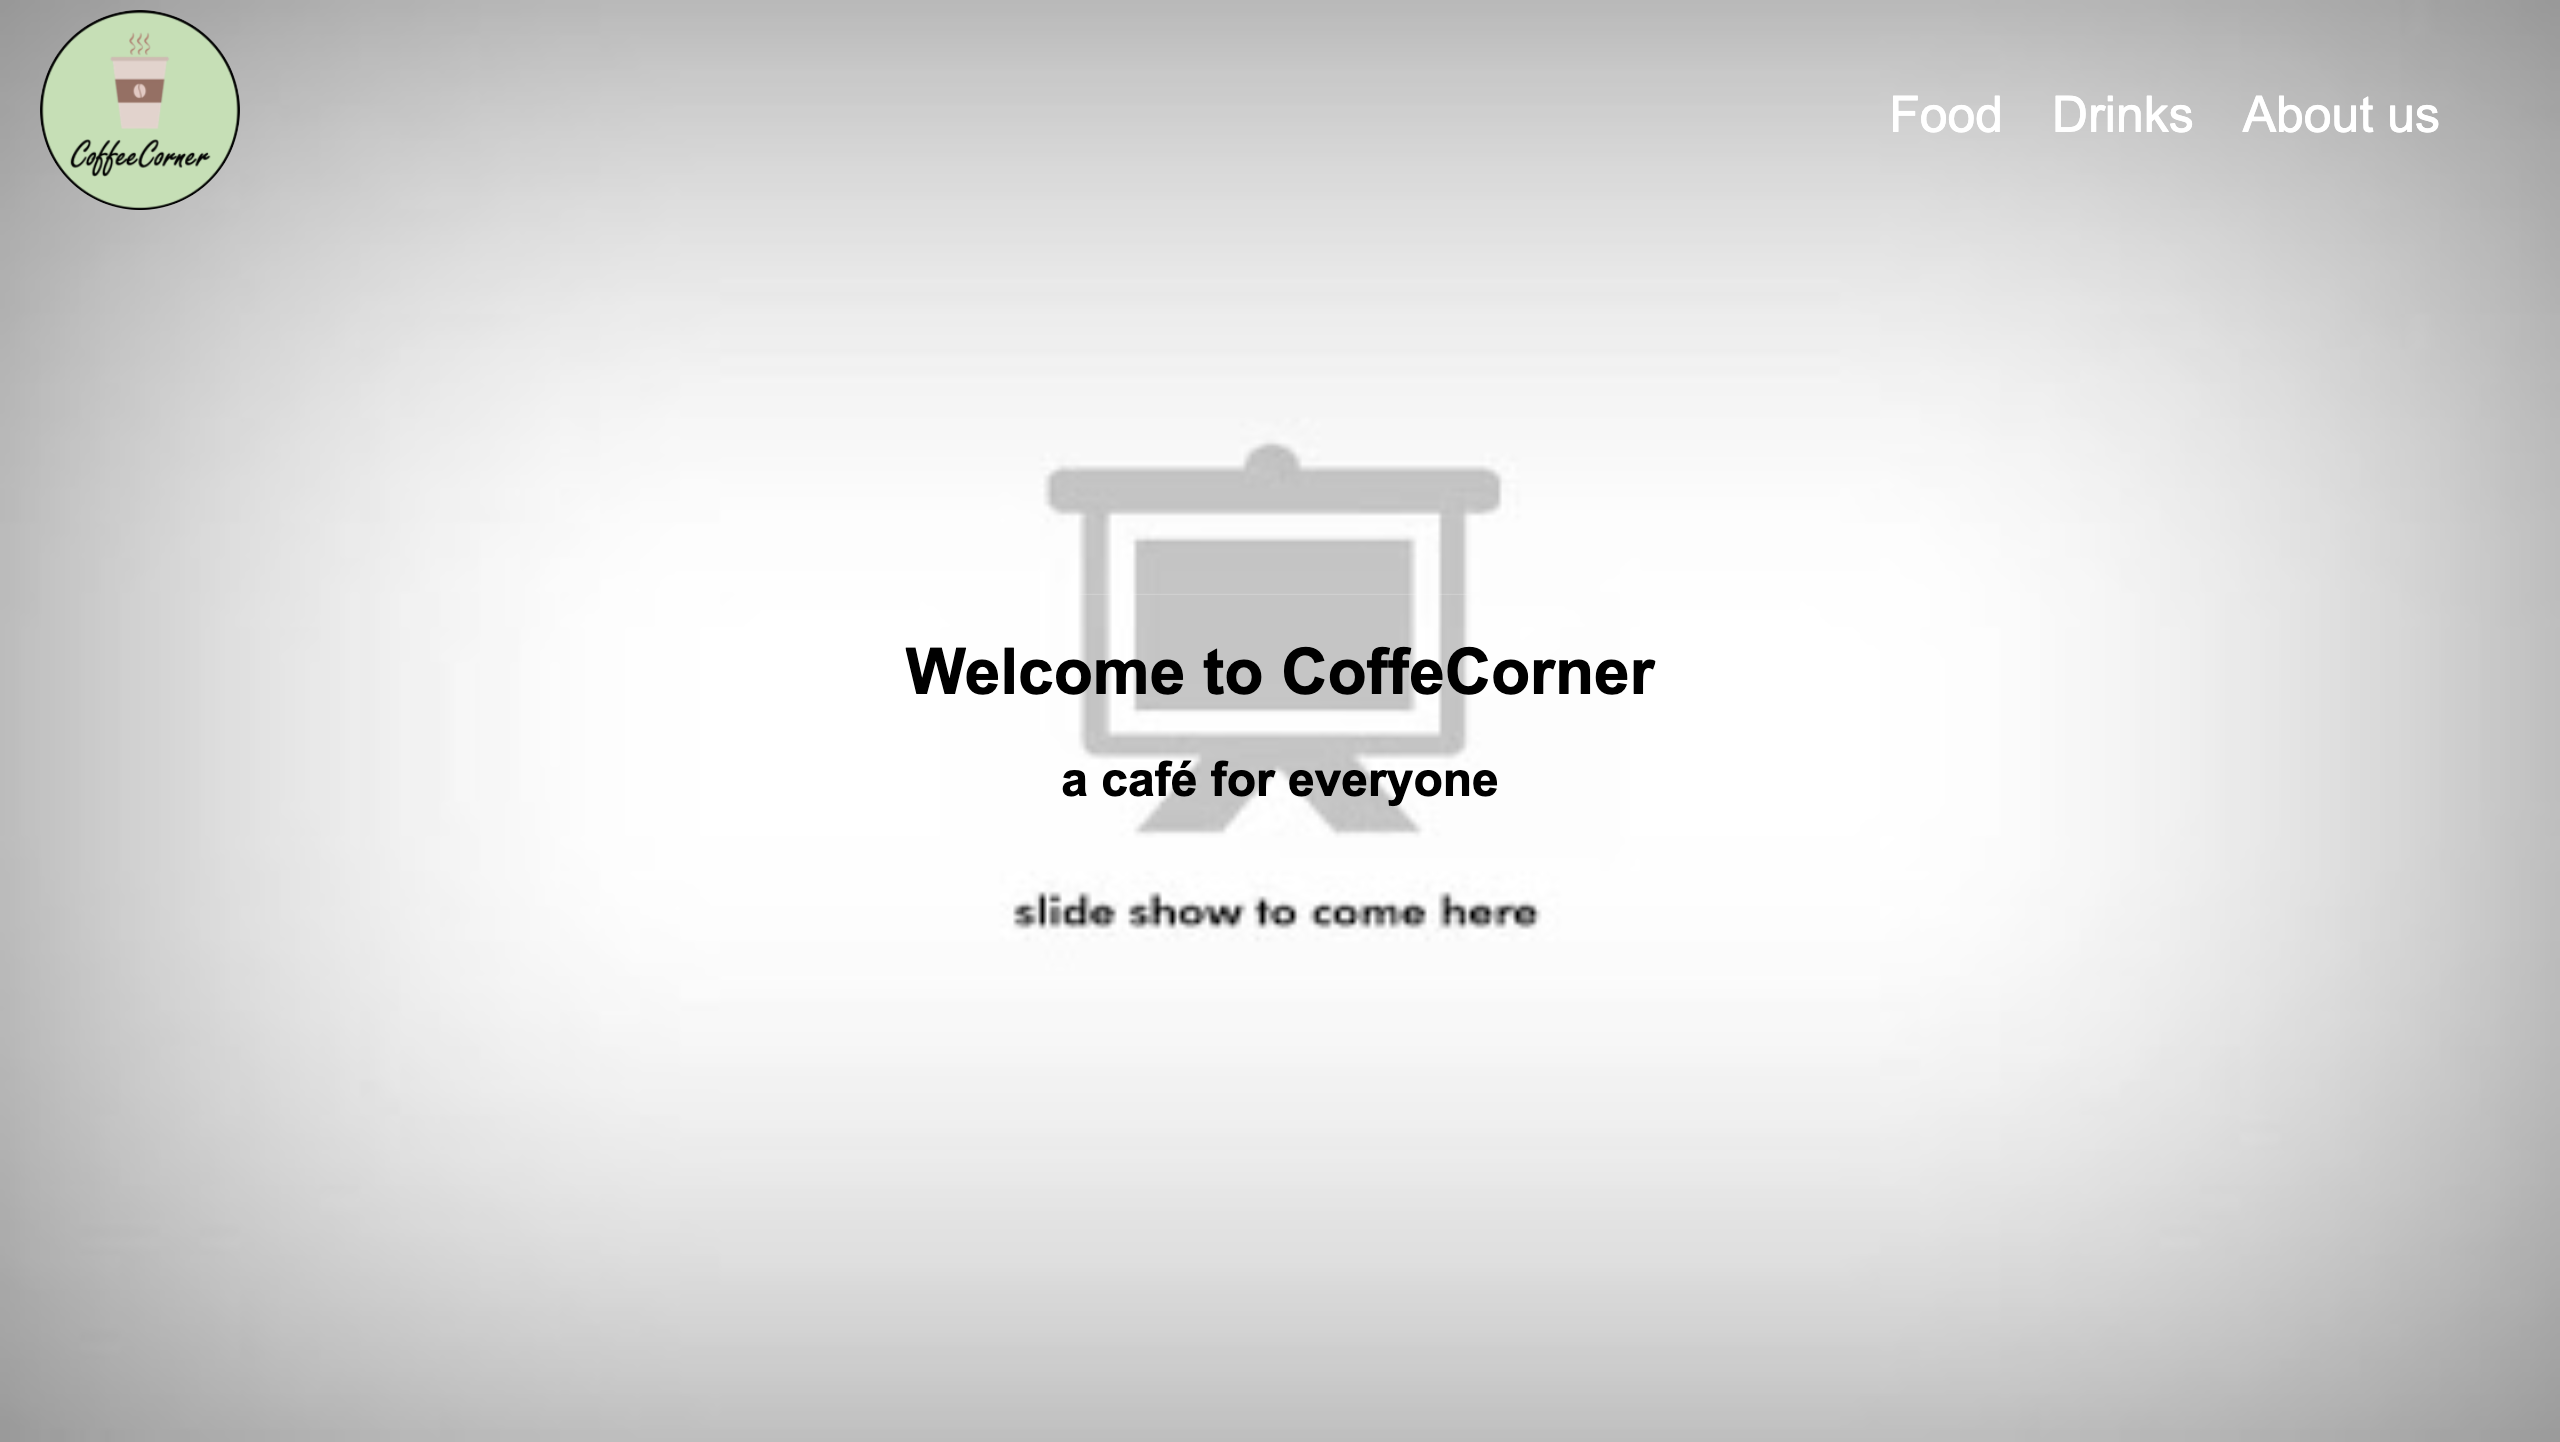 CoffeeCorner
Food Drinks About us
Welcome to CoffeCorner
a café for everyone
slide show to come here